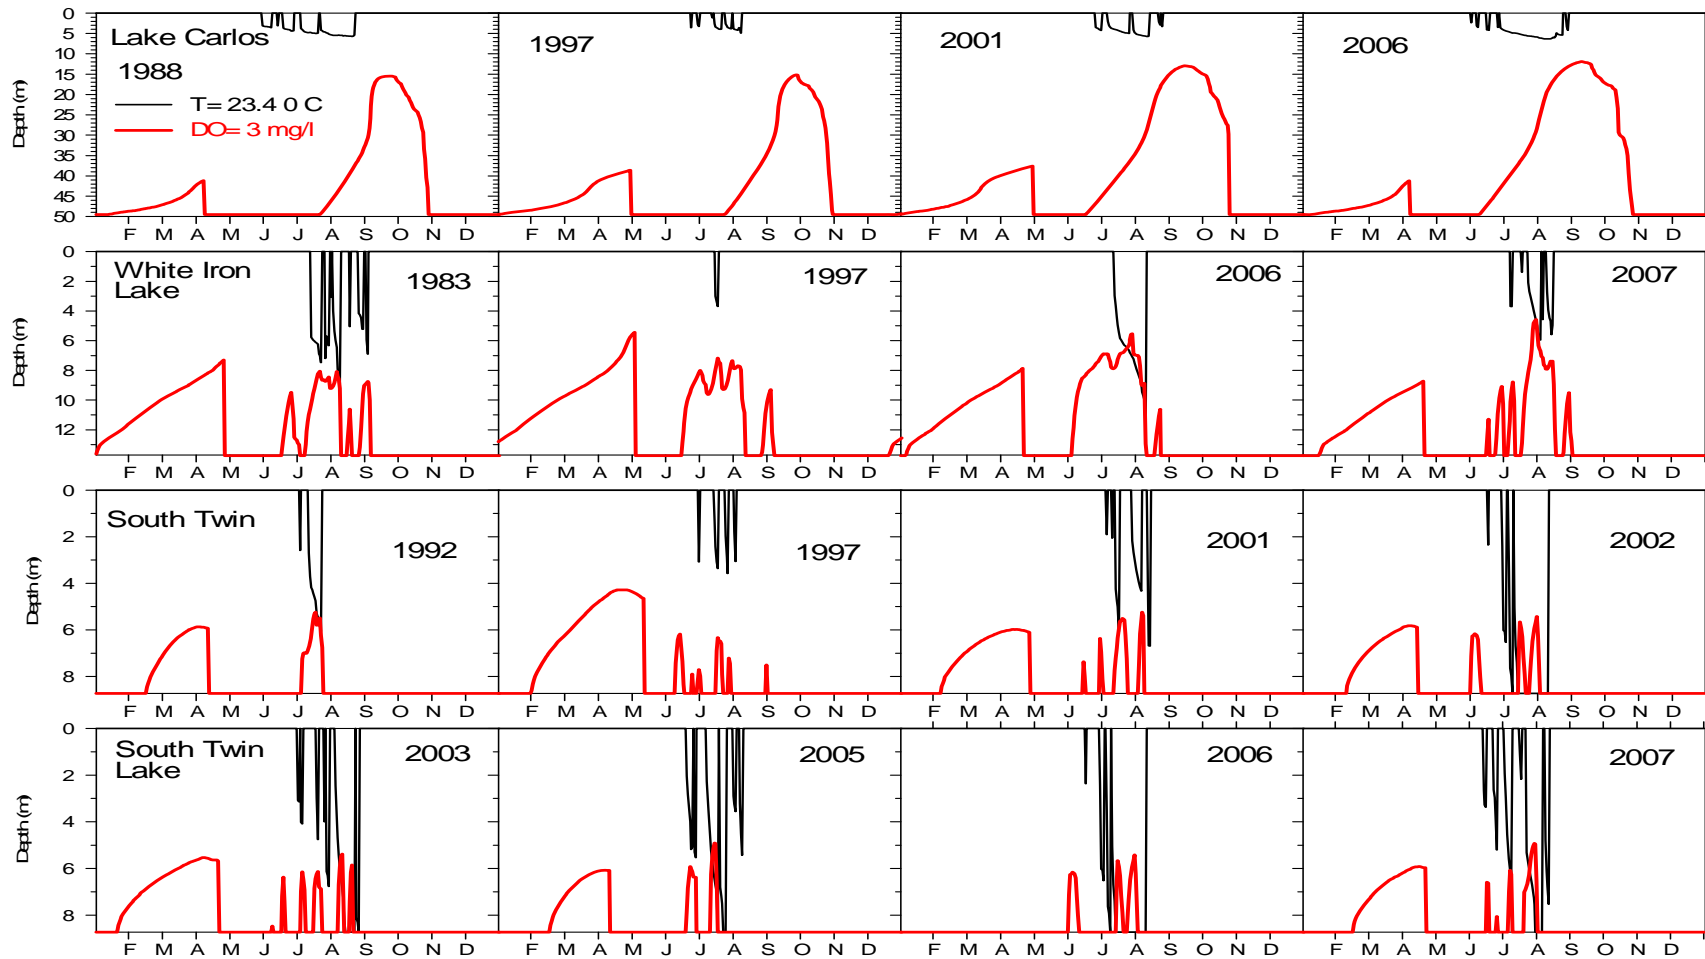 Lake Carlos
1988
T= 23.4 0 C
DO= 3 mg/l
1997
2001
2006
Depth (m)
0
5
10
15
20
25
30
35
40
45
50
F M A M J J A S O N D
F M A M J J A S O N D
F M A M J J A S O N D
F M A M J J A S O N D
White Iron
Lake
1983
1997
2006
2007
Depth (m)
0
2
4
6
8
10
12
F M A M J J A S O N D
F M A M J J A S O N D
F M A M J J A S O N D
F M A M J J A S O N D
South Twin
1992
1997
2001
2002
Depth (m)
0
2
4
6
8
F M A M J J A S O N D
F M A M J J A S O N D
F M A M J J A S O N D
F M A M J J A S O N D
South Twin
Lake
2003
2005
2006
2007
Depth (m)
0
2
4
6
8
F M A M J J A S O N D
F M A M J J A S O N D
F M A M J J A S O N D
F M A M J J A S O N D